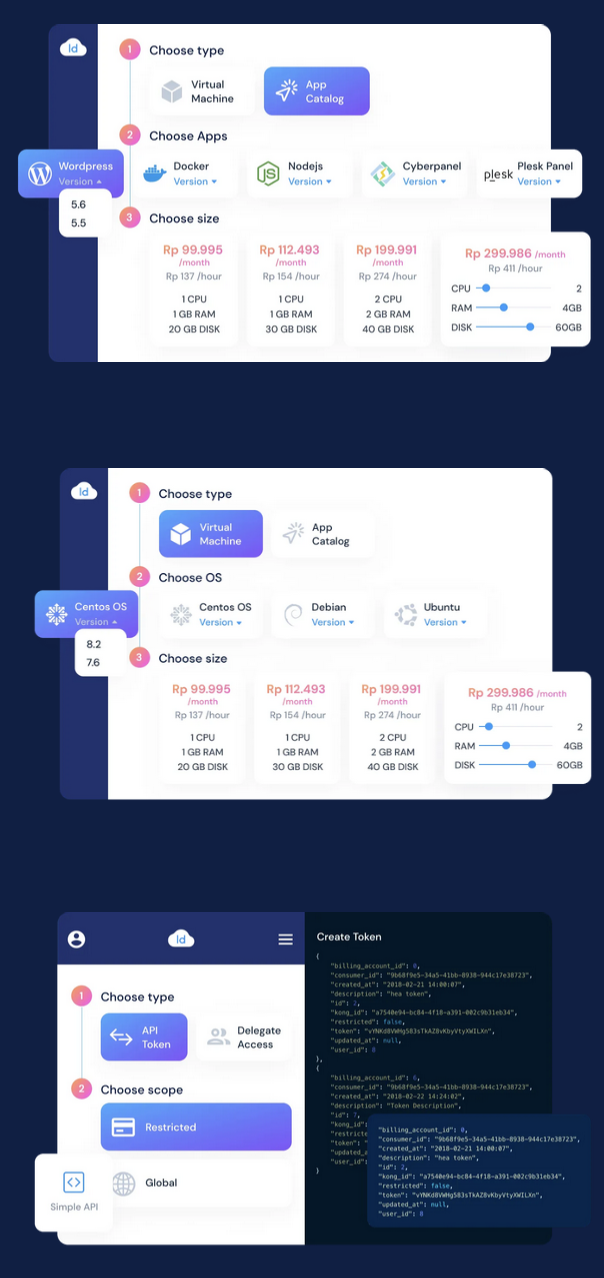 Id
1 Choose type
Virtual
Machine
App
Catalog
2 Choose Apps
Wordpress
Version
5.6
5.5
Docker
Version
Nodejs
Version
Cyberpanel
Version
plesk
Plesk Panel
Version
3 Choose size
Rp 99.995
/month
Rp 137 /hour
1 CPU
1 GB RAM
20 GB DISK
Rp 112.493
/month
Rp 154 /hour
1 CPU
1 GB RAM
30 GB DISK
Rp 199.991
/month
Rp 274 /hour
2 CPU
2 GB RAM
40 GB DISK
Rp 299.986 /month
Rp 411 /hour
CPU 2
RAM 4GB
DISK 60GB
Id
1 Choose type
Virtual
Machine
App
Catalog
2 Choose OS
Centos OS
Version
8.2
7.6
Centos OS
Version
Debian
Version
Ubuntu
Version
3 Choose size
Rp 99.995
/month
Rp 137 /hour
1 CPU
1 GB RAM
20 GB DISK
Rp 112.493
/month
Rp 154 /hour
1 CPU
1 GB RAM
30 GB DISK
Rp 199.991
/month
Rp 274 /hour
2 CPU
2 GB RAM
40 GB DISK
Rp 299.986 /month
Rp 411 /hour
CPU 2
RAM 4GB
DISK 60GB
Id
1 Choose type
API
Token
Delegate
Access
2 Choose scope
Restricted
Global
Simple API
Create Token
{
"billing_account_id": 0,
"consumer_id": "9b68f9e5-34a5-41bb-8938-944c17e38723",
"created_at": "2018-02-21 14:00:07",
"description": "hea token",
"id": 2,
"kong_id": "a7540e94-bc84-4f18-a391-002c9b31eb34",
"restricted": false,
"token": "vYNKd8VWHg583sTkAZ8vKbyVtyXWILXn",
"updated_at": null,
"user_id": 8
},
{
"billing_account_id": 6,
"consumer_id": "9b68f9e5-34a5-41bb-8938-944c17e38723",
"created_at": "2018-02-22 14:24:02",
"description": "Token Description",
"id": 7,
"kong_id"
"restricte
"token": "
"updated_a
"user_id":
}
"billing_account_id": 0,
"consumer_id": "9b68f9e5-34a5-41bb-8938-944c17e38723",
"created_at": "2018-02-21 14:00:07",
"description": "hea token",
"id": 2,
"kong_id": "a7540e94-bc84-4f18-a391-002c9b31eb34",
"restricted": false,
"token": "vYNKd8VWHg583sTkAZ8vKbyVtyXWILXn",
"updated_at": null,
"user_id": 8